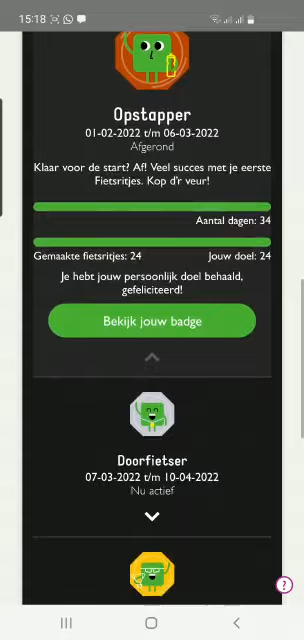 15:18
Opstapper
01-02-2022 t/m 06-03-2022
Afgerond
Klaar voor de start? Af! Veel succes met je eerste
Fietsritjes. Kop d'r veur!
Aantal dagen: 34
Gemaakte fietsritjes: 24 Jouw doel: 24
Je hebt jouw persoonlijk doel behaald,
gefeliciteerd!
Bekijk jouw badge
Doorfietser
07-03-2022 t/m 10-04-2022
Nu actief
?